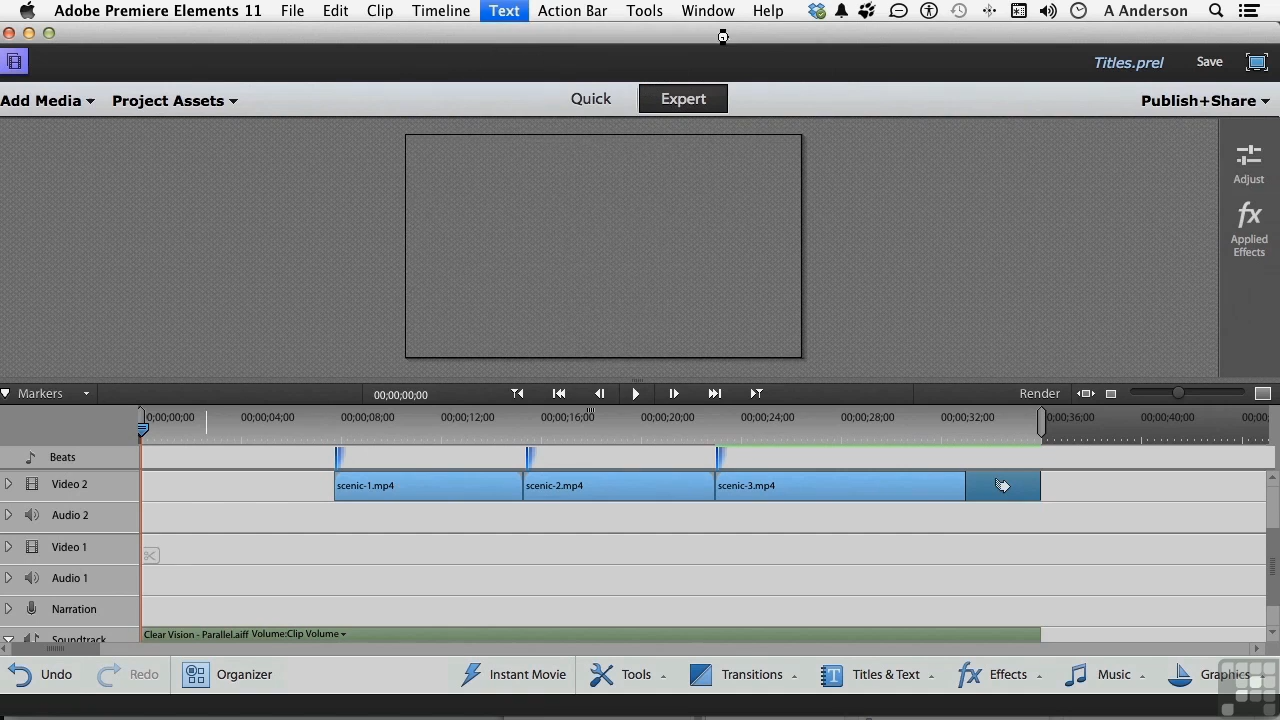 Adobe Premiere Elements 11 File Edit Clip Timeline Text Action Bar Tools Window Help A Anderson
Titles.prel Save
Add Media Project Assets Quick Expert Publish+Share
Adjust
fx
Applied
Effects
Markers 00;00;00;00 Render
0;00;00;00 00;00;04;00 00;00;08;00 00;00;12;00 00;00;16;00 00;00;20;00 00;00;24;00 00;00;28;00 00;00;32;00 00;00;36;00 00;00;40;00 00;00
Beats
Video 2 scenic-1.mp4 scenic-2.mp4 scenic-3.mp4
Audio 2
Video 1
Audio 1
Narration
Soundtrack Clear Vision - Parallel.aiff Volume:Clip Volume
Undo Redo Organizer Instant Movie Tools Transitions T Titles & Text fx Effects Music Graphics